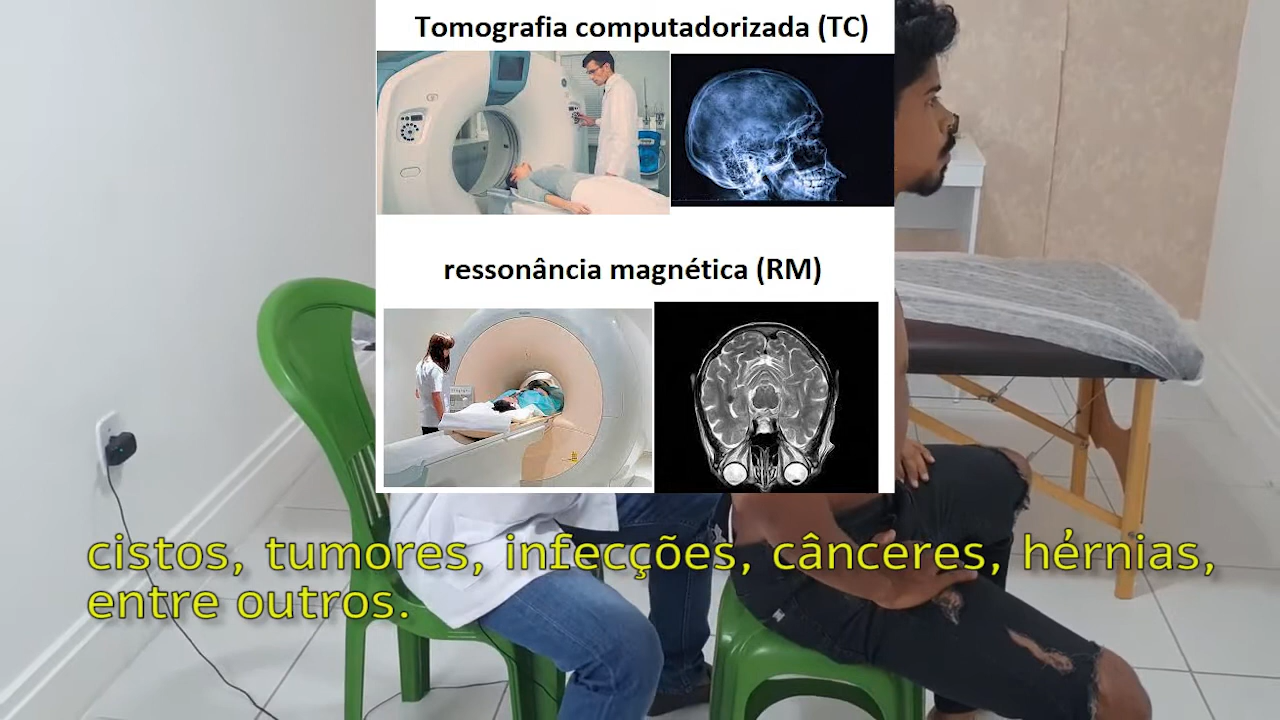 Tomografia computadorizada (TC)
ressonância magnética (RM)
cistos, tumores, infecções, cânceres, hérnias,
entre outros.